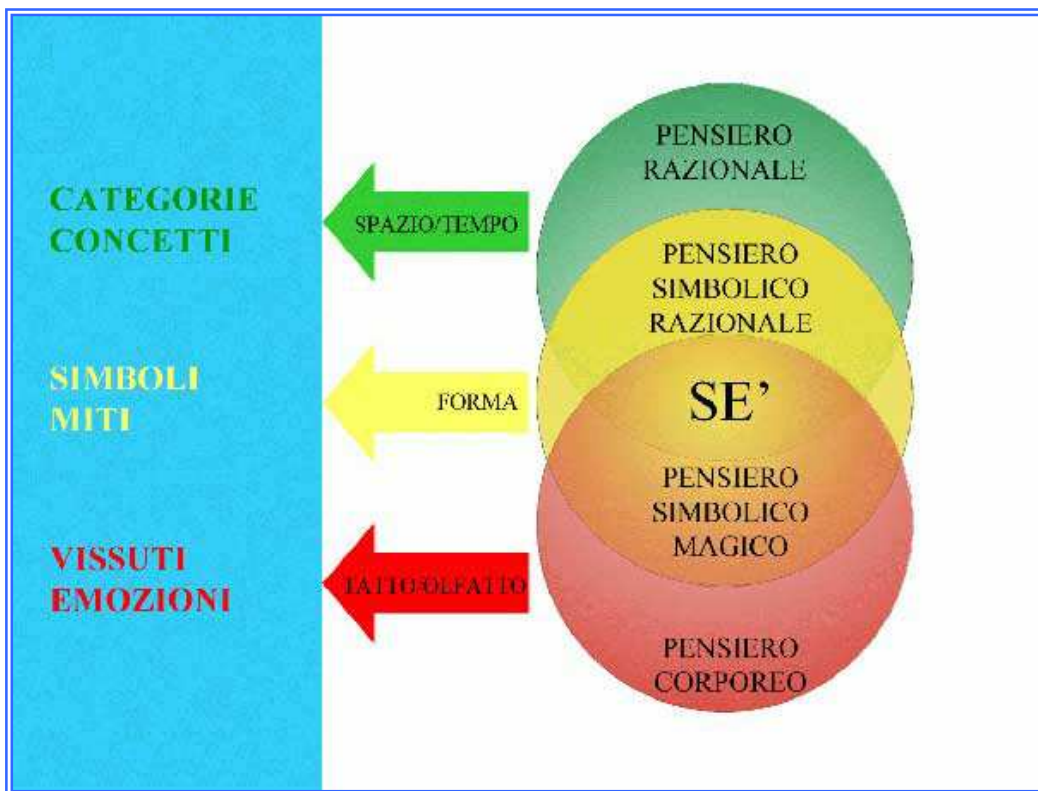 CATEGORIE
CONCETTI
SIMBOLI
MITI
VISSUTI
EMOZIONI
SPAZIO/TEMPO
FORMA
TATTO/OLFATTO
PENSIERO
RAZIONALE
PENSIERO
SIMBOLICO
RAZIONALE
SE’
PENSIERO
SIMBOLICO
MAGICO
PENSIERO
CORPOREO